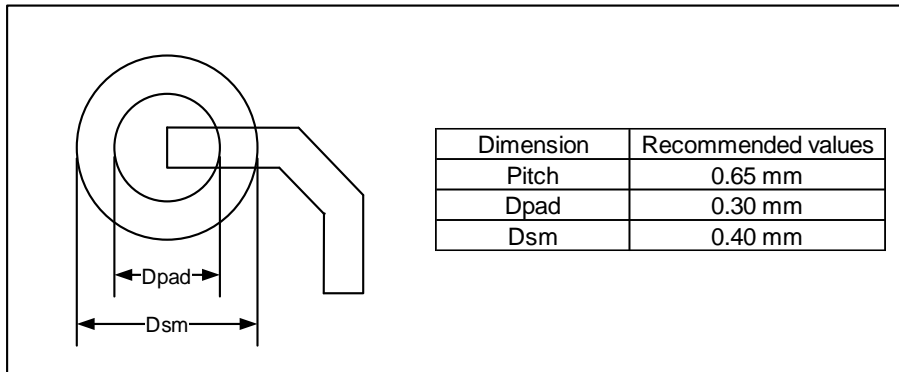 Dpad
Dsm
Dimension Recommended values
Pitch 0.65 mm
Dpad 0.30 mm
Dsm 0.40 mm